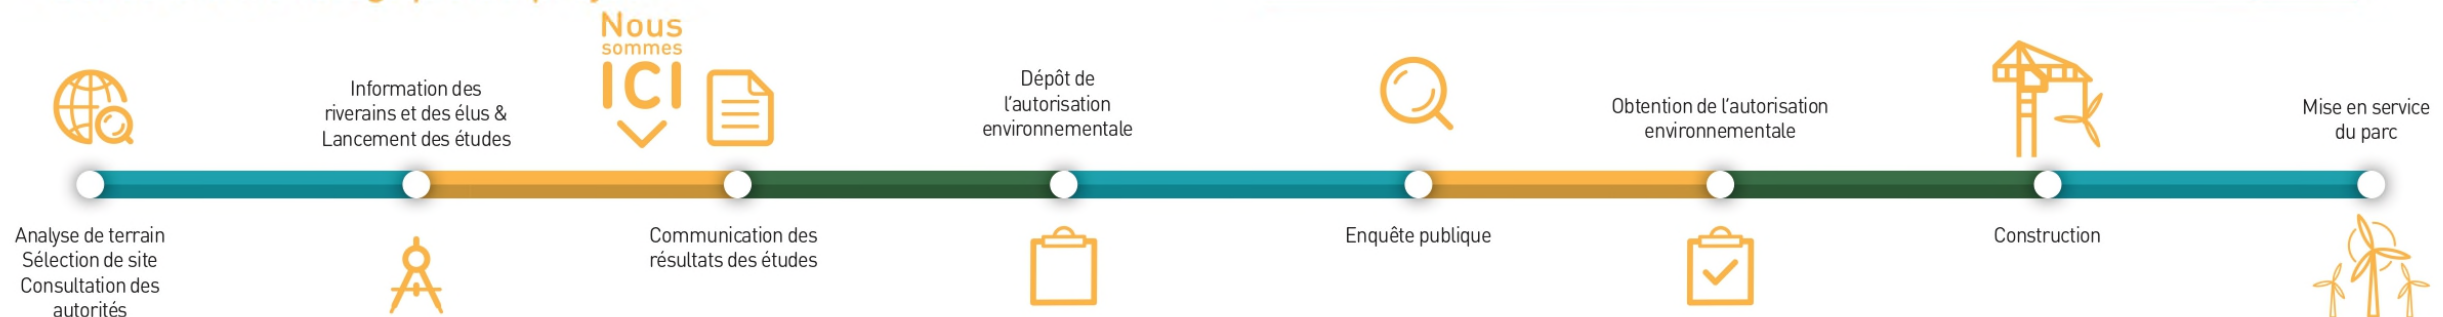 Nous
sommes
ICI
Analyse de terrain
Sélection de site
Consultation des
autorités
Information des
riverains et des élus &
Lancement des études
Communication des
résultats des études
Dépôt de
l'autorisation
environnementale
Enquête publique
Obtention de l'autorisation
environnementale
Construction
Mise en service
du parc